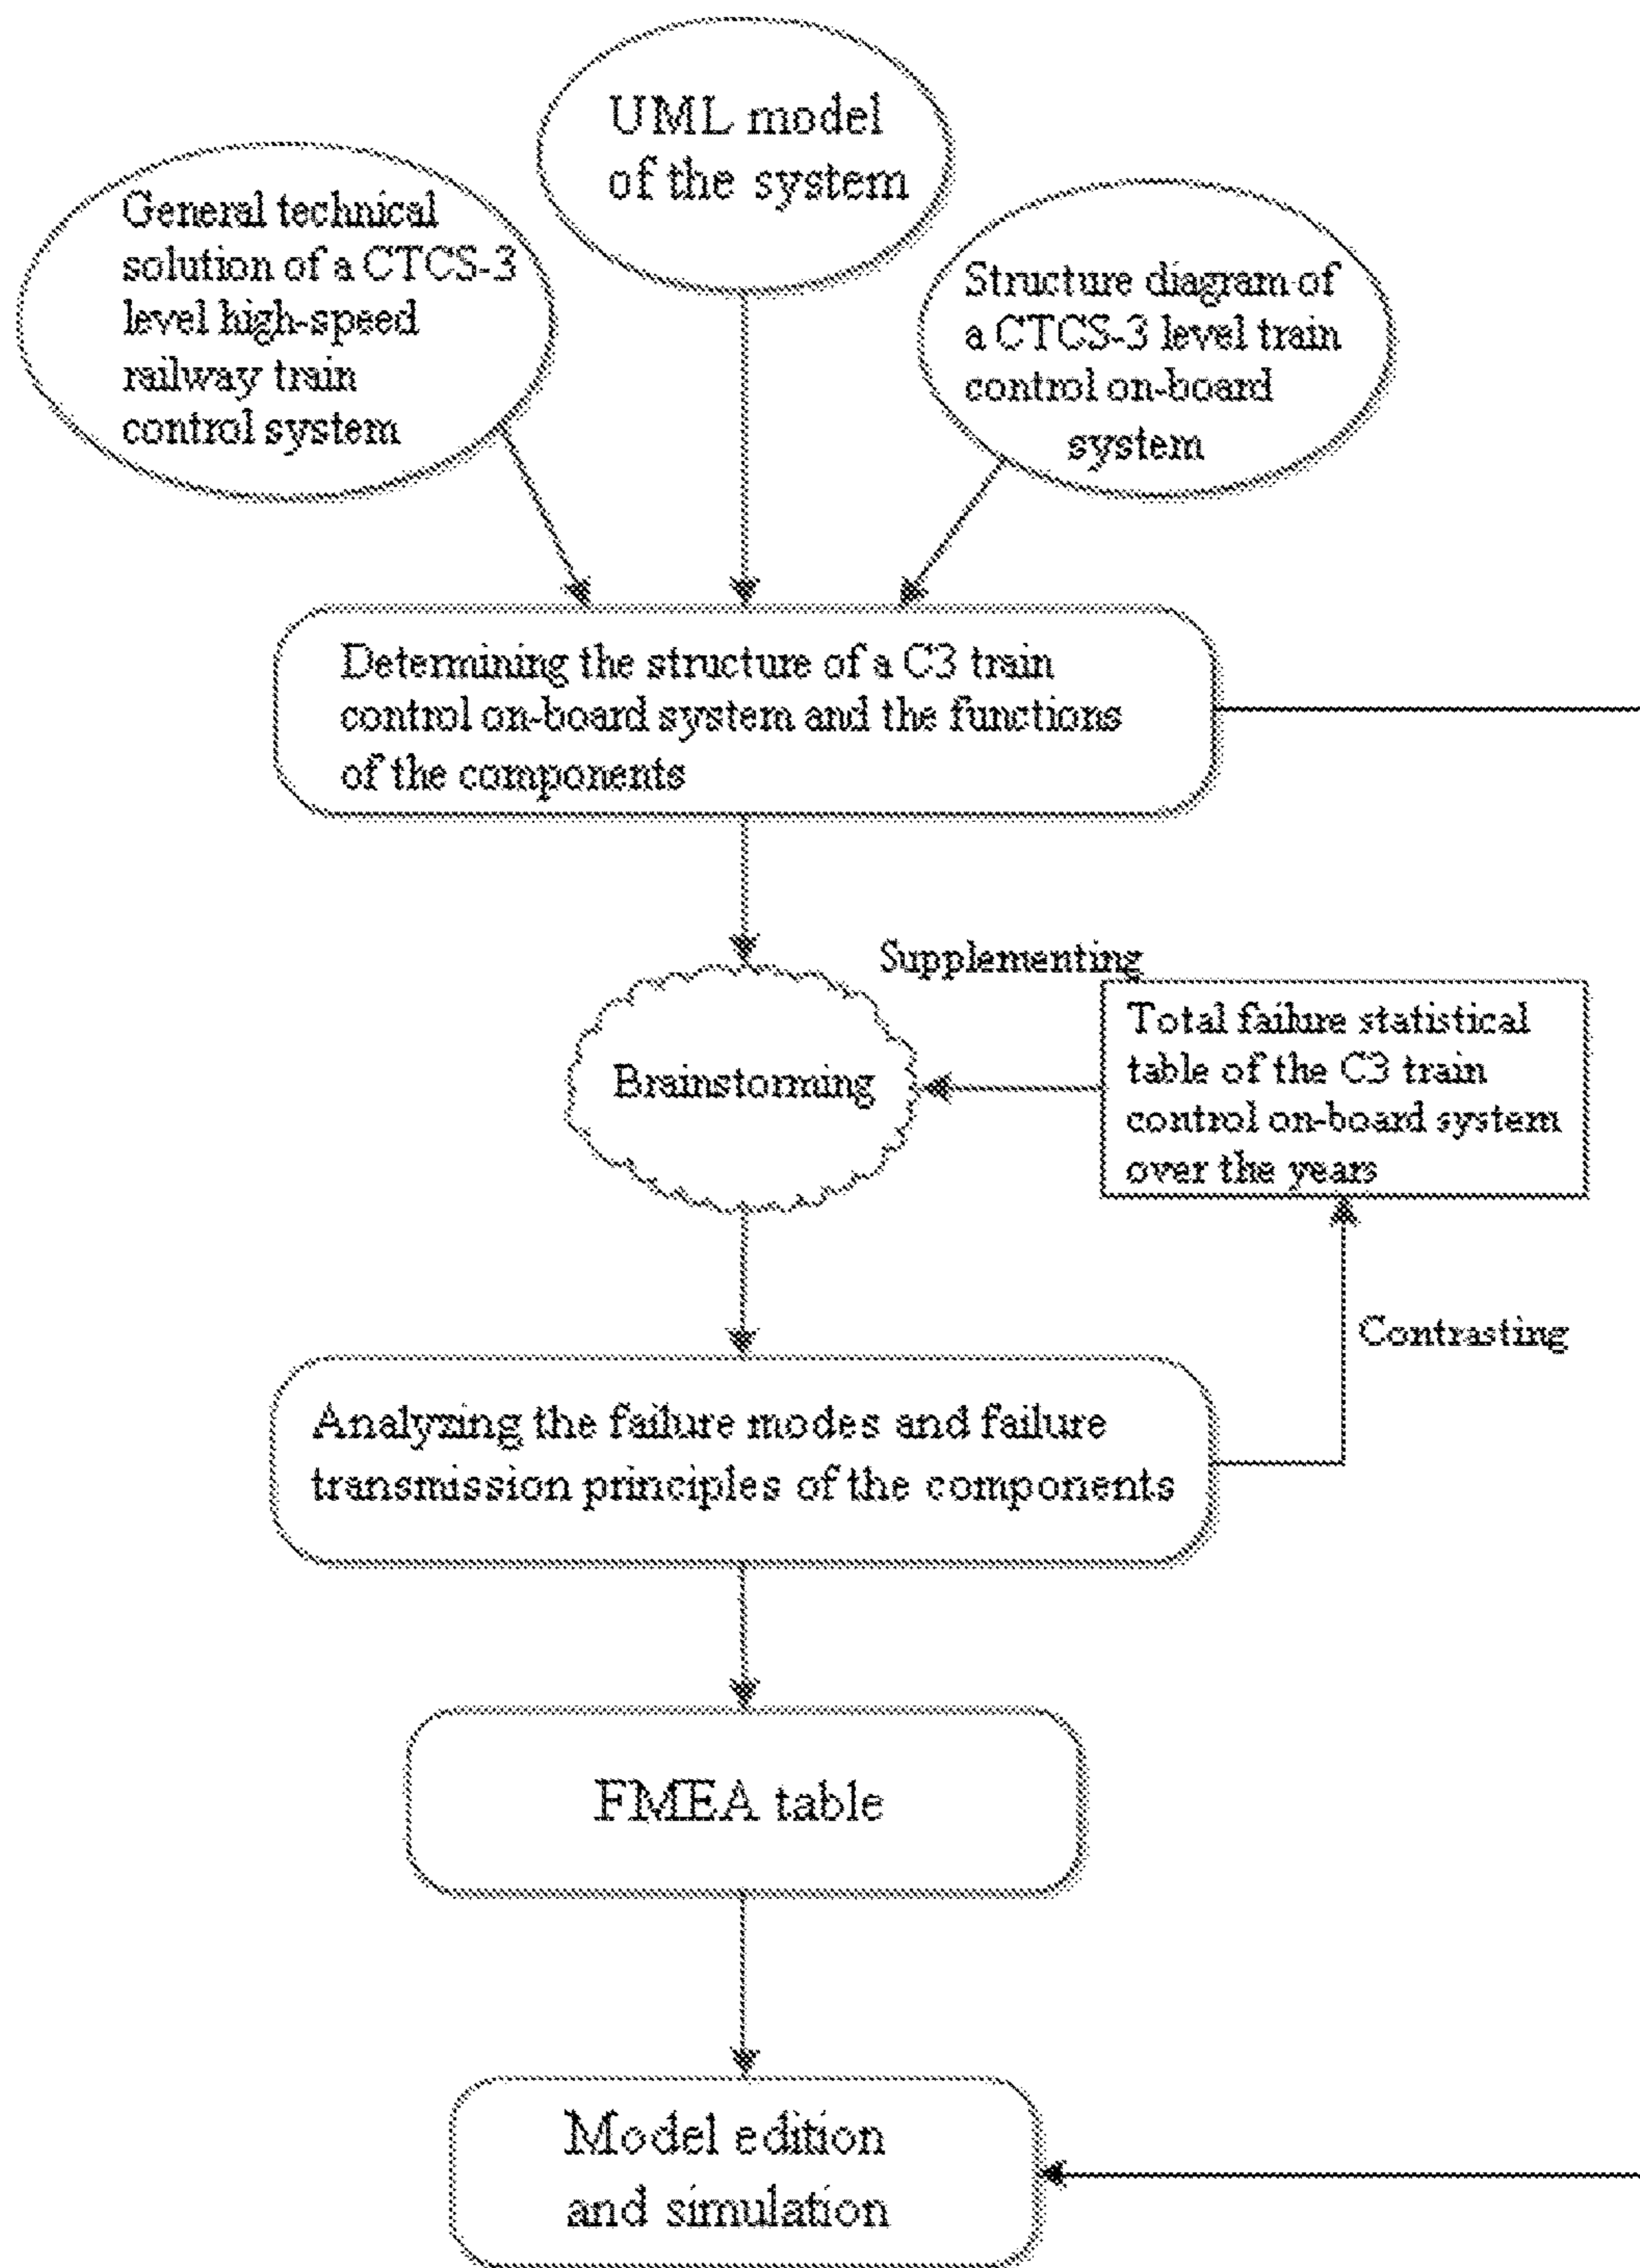 UML model
of the system
General technical
solution of a CTCS-3
level high-speed
railway train
control system
Structure diagram of
a CTCS-3 level train
control on-board
system
Determining the structure of a C3 train
control on-board system and the functions
of the components
Supplementing
Brainstorming
Total failure statistical
table of the C3 train
control on-board system
over the years
Contrasting
Analyzing the failure modes and failure
transmission principles of the components
FMEA table
Model edition
and simulation